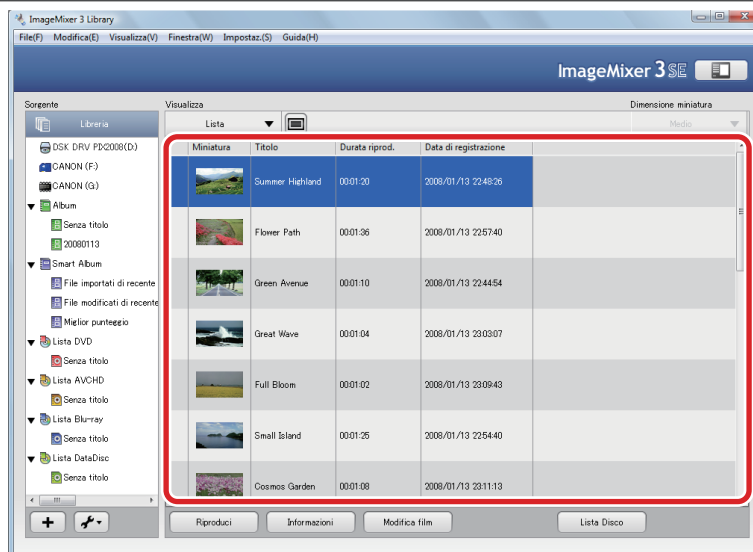 ImageMixer 3 Library
File(F) Modifica(E) Visualizza(V) Finestra(W) Impostaz.(S) Guida(H)
ImageMixer 3 SE
Sorgente Visualizza Dimensione miniatura
Libreria Lista Medio
DSK DRV PIX2008(D:)
CANON (F:)
CANON (G:)
Album
Senza titolo
20080113
Smart Album
File importati di recente
File modificati di recente
Miglior punteggio
Lista DVD
Senza titolo
Lista AVCHD
Senza titolo
Lista Blu-ray
Senza titolo
Lista DataDisc
Senza titolo
Miniatura Titolo Durata riprod. Data di registrazione
Summer Highland 00:01:20 2008/01/13 22:48:26
Flower Path 00:01:36 2008/01/13 22:57:40
Green Avenue 00:01:10 2008/01/13 22:44:54
Great Wave 00:01:04 2008/01/13 23:03:07
Full Bloom 00:01:02 2008/01/13 23:09:43
Small Island 00:01:25 2008/01/13 22:54:40
Cosmos Garden 00:01:08 2008/01/13 23:11:13
Riproduci Informazioni Modifica film Lista Disco